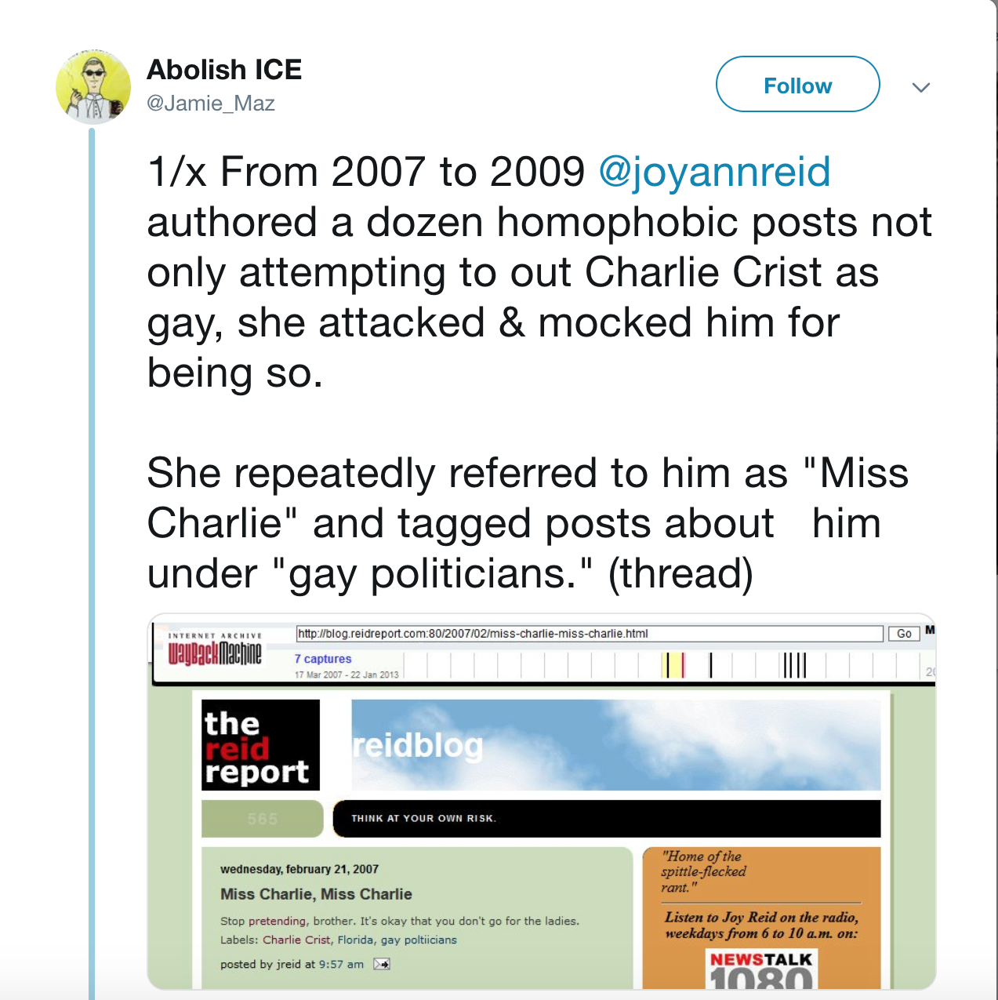 Abolish ICE
@Jamie_Maz
Follow
1/x From 2007 to 2009 @joyannreid
authored a dozen homophobic posts not
only attempting to out Charlie Crist as
gay, she attacked & mocked him for
being so.
She repeatedly referred to him as "Miss
Charlie" and tagged posts about him
under "gay politicians." (thread)
INTERNET ARCHIVE
WayBackMachine
http://blog.reidreport.com:80/2007/02/miss-charlie-miss-charlie.html
Go
7 captures
17 Mar 2007 - 22 Jan 2013
the
reid
report
reidblog
565
THINK AT YOUR OWN RISK.
wednesday, february 21, 2007
Miss Charlie, Miss Charlie
Stop pretending, brother. It's okay that you don't go for the ladies.
Labels: Charlie Crist, Florida, gay poltiicians
posted by jreid at 9:57 am
"Home of the
spittle-flecked
rant."
Listen to Joy Reid on the radio,
weekdays from 6 to 10 a.m. on:
NEWSTALK
1080